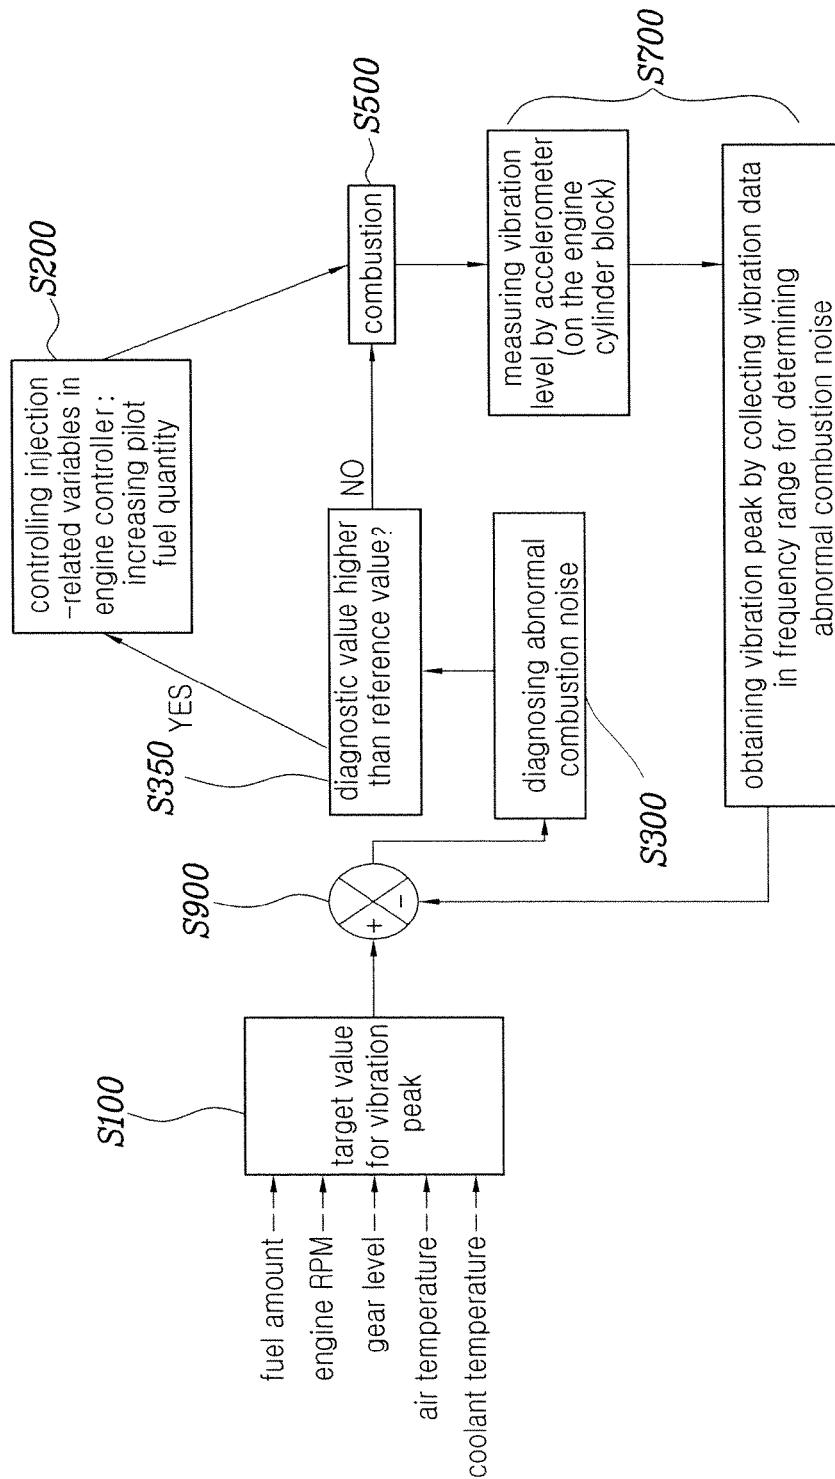 fuel amount
engine RPM
gear level
air temperature
coolant temperature
S100
target value
for vibration
peak
S900
+
-
S350
diagnostic value higher
than reference value?
YES
NO
S200
controlling injection
-related variables in
engine controller:
increasing pilot
fuel quantity
S300
diagnosing abnormal
combustion noise
S500
combustion
S700
measuring vibration
level by accelerometer
(on the engine
cylinder block)
obtaining vibration peak by collecting vibration data
in frequency range for determining
abnormal combustion noise